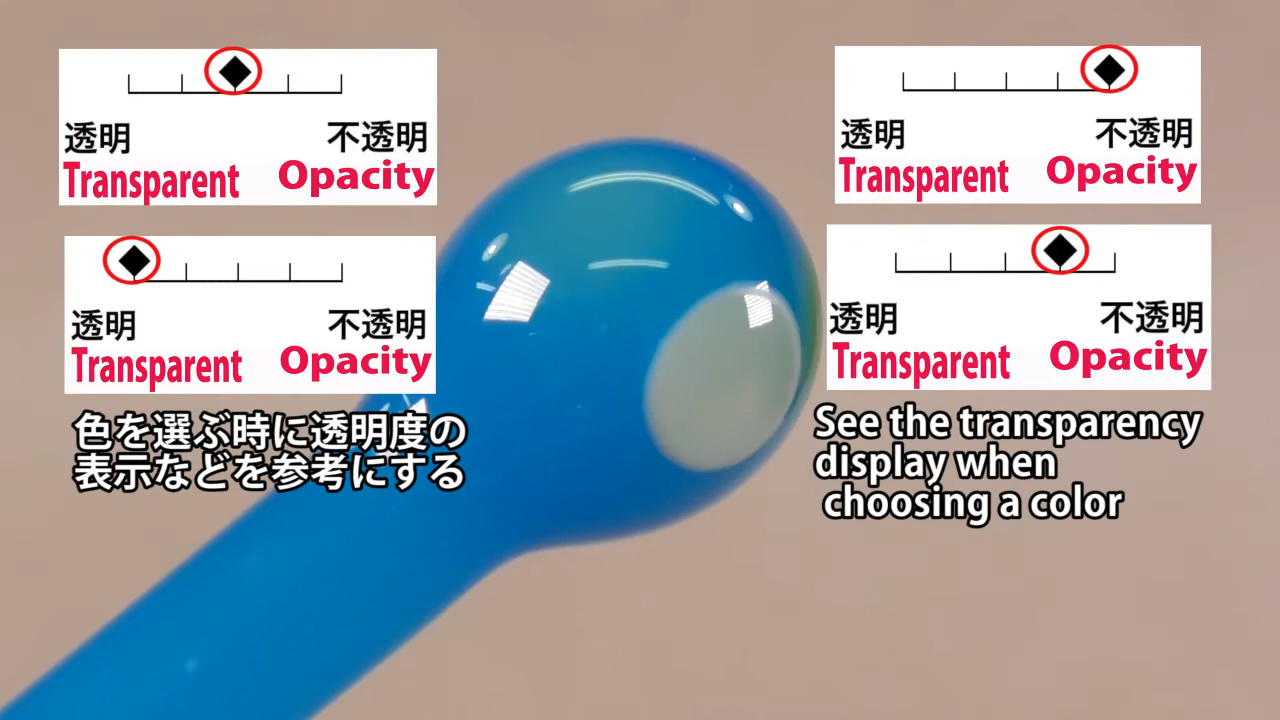 透明 不透明
Transparent Opacity
透明 不透明
Transparent Opacity
色を選ぶ時に透明度の
表示などを参考にする
透明 不透明
Transparent Opacity
透明 不透明
Transparent Opacity
See the transparency
display when
choosing a color